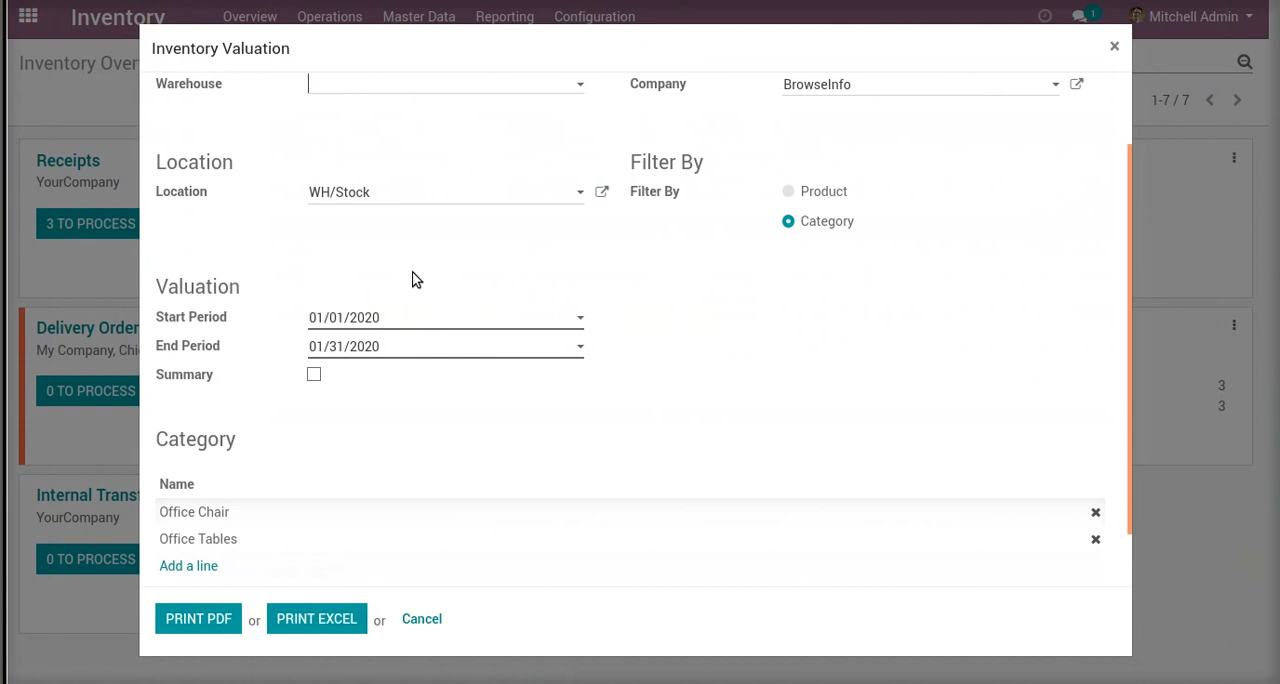 Inventory Overview Operations Master Data Reporting Configuration 1 Mitchell Admin
Inventory Valuation
Inventory Over
1-7 / 7
Warehouse Company BrowseInfo
Receipts
YourCompany
3 TO PROCESS
Location Filter By
Location WH/Stock Filter By Product
Category
Valuation
Start Period 01/01/2020
End Period 01/31/2020
Summary
Delivery Order
My Company, Chi
0 TO PROCESS
3
3
Category
Name
Office Chair
Office Tables
Add a line
Internal Transf
YourCompany
0 TO PROCESS
PRINT PDF or PRINT EXCEL or Cancel